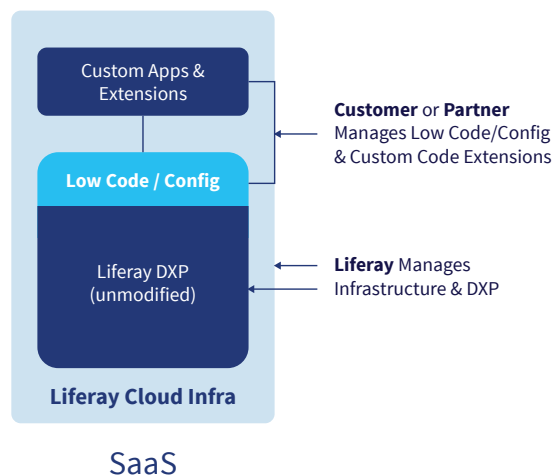 Custom Apps &
Extensions
Customer or Partner
Manages Low Code/Config
& Custom Code Extensions
Low Code / Config
Liferay DXP
(unmodified)
Liferay Manages
Infrastructure & DXP
Liferay Cloud Infra
SaaS